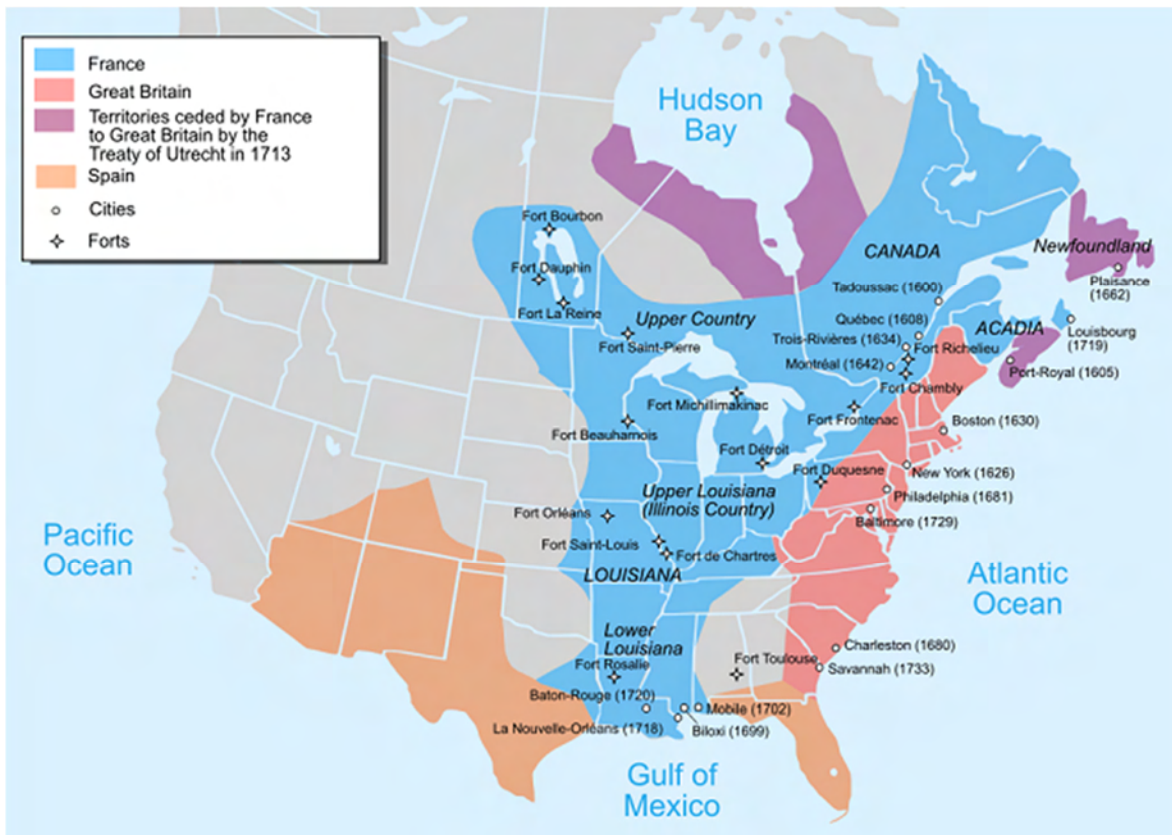 France
Great Britain
Territories ceded by France
to Great Britain by the
Treaty of Utrecht in 1713
Spain
Cities
Forts
Hudson
Bay
Fort Bourbon
Fort Dauphin
Fort La Reine
CANADA
Newfoundland
Plaisance
(1662)
Tadoussac (1600)
Upper Country
Québec (1608)
ACADIA
Louisbourg
(1719)
Fort Saint-Pierre
Trois-Rivières (1634)
Fort Richelieu
Montréal (1642)
Port-Royal (1605)
Fort Chambly
Fort Michillimakinac
Fort Frontenac
Boston (1630)
Fort Beauharnois
Fort Détroit
Fort Duquesne
New York (1626)
Upper Louisiana
(Illinois Country)
Philadelphia (1681)
Fort Orléans
Baltimore (1729)
Pacific
Ocean
Fort Saint-Louis
Fort de Chartres
LOUISIANA
Atlantic
Ocean
Lower
Louisiana
Charleston (1680)
Fort Rosalie
Fort Toulouse
Savannah (1733)
Baton-Rouge (1720)
Mobile (1702)
La Nouvelle-Orléans (1718)
Biloxi (1699)
Gulf of
Mexico